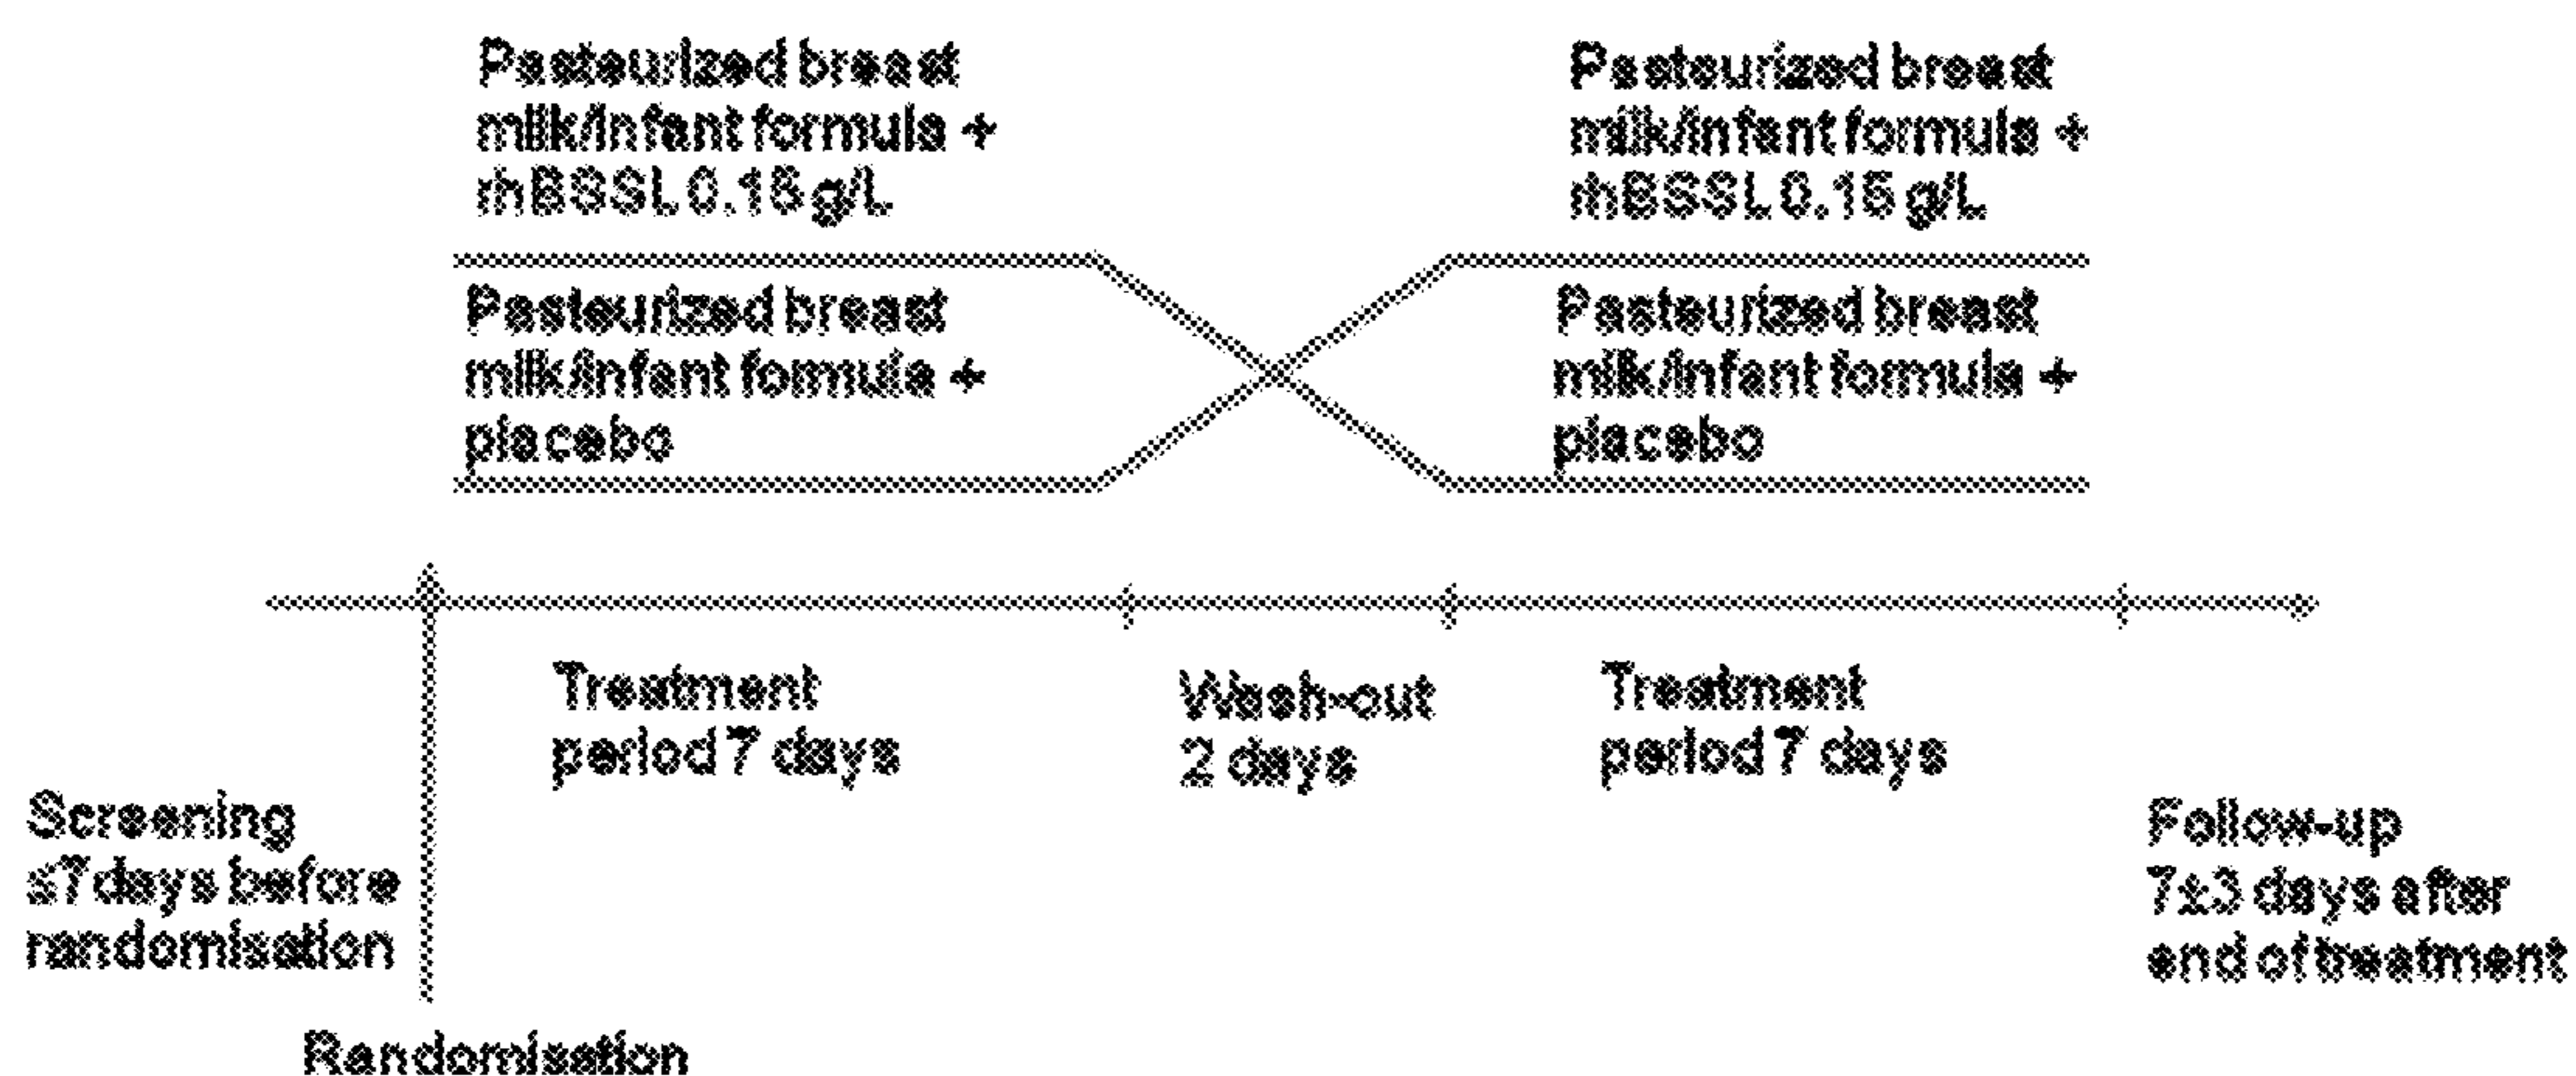 Pasteurized breast
milk/infant formula +
rhBSSL 0.15 g/L
Pasteurized breast
milk/infant formula +
rhBSSL 0.15 g/L
Pasteurized breast
milk/infant formula +
placebo
Pasteurized breast
milk/infant formula +
placebo
Treatment
period 7 days
Wash-out
2 days
Treatment
period 7 days
Screening
≤7 days before
randomisation
Follow-up
7±3 days after
end of treatment
Randomisation